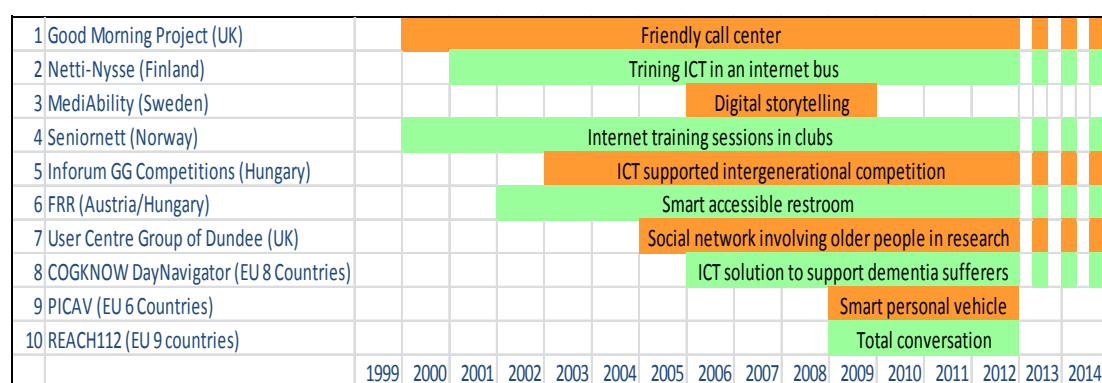 1 Good Morning Project (UK) Friendly call center
2 Netti-Nysse (Finland) Trining ICT in an internet bus
3 MediAbility (Sweden) Digital storytelling
4 Seniornett (Norway) Internet training sessions in clubs
5 Inforum GG Competitions (Hungary) ICT supported intergenerational competition
6 FRR (Austria/Hungary) Smart accessible restroom
7 User Centre Group of Dundee (UK) Social network involving older people in research
8 COGKNOW DayNavigator (EU 8 Countries) ICT solution to support dementia sufferers
9 PICAV (EU 6 Countries) Smart personal vehicle
10 REACH112 (EU 9 countries) Total conversation
1999 2000 2001 2002 2003 2004 2005 2006 2007 2008 2009 2010 2011 2012 2013 2014